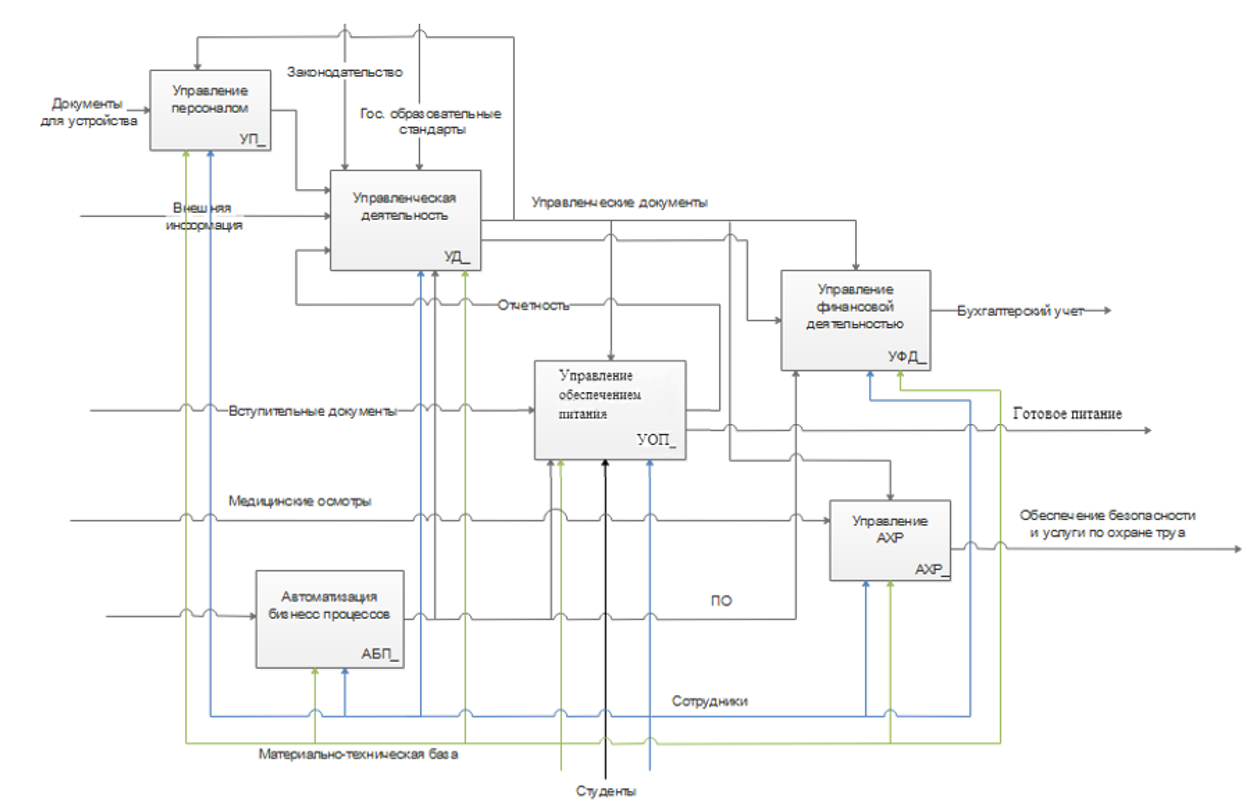 Законодательство
Управление
персоналом
УП_
Документы
для устройства
Гос. образовательные
стандарты
Управленческая
деятельность
УД_
Управленческие документы
Внешняя
информация
Управление
финансовой
деятельностью
УФД_
Отчетность
Бухгалтерский учет
Управление
обеспечением
питания
УОП_
Вступительные документы
Готовое питание
Медицинские осмотры
Управление
АХР
АХР_
Обеспечение безопасности
и услуги по охране труа
Автоматизация
бизнесс процессов
АБП_
ПО
Сотрудники
Материально-техническая база
Студенты